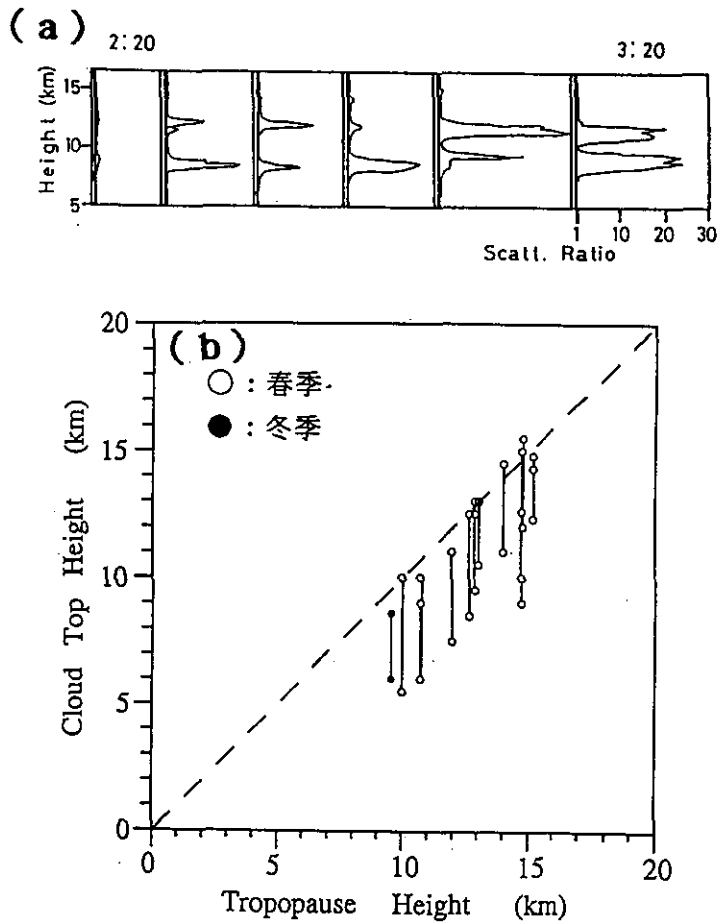 (a)
2:20
3:20
Height (km)
15
10
5
1 10 20 30
Scatt. Ratio
(b)
○ : 春季
● : 冬季
Cloud Top Height (km)
20
15
10
5
0
0 5 10 15 20
Tropopause Height (km)